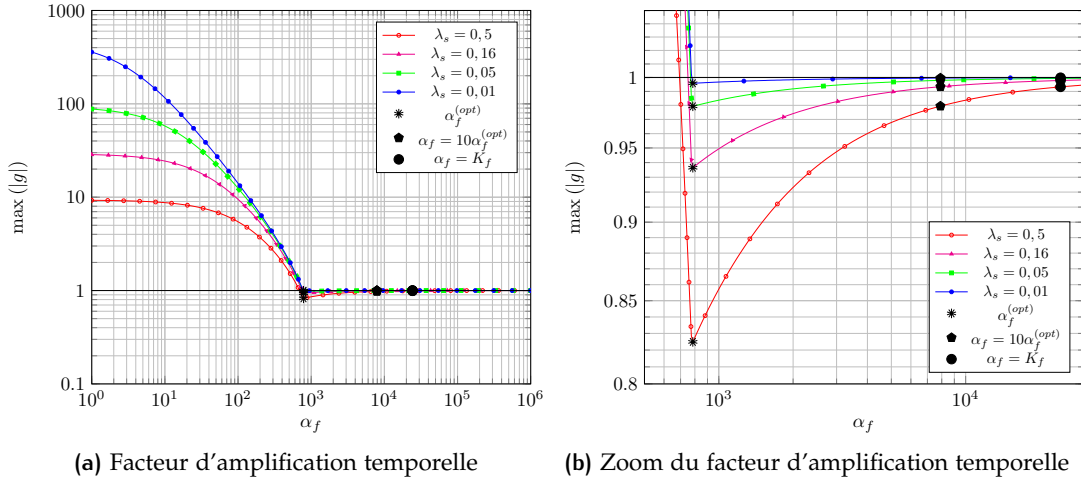 1000
100
10
1
0.1
max (|g|)
10^0
10^1
10^2
10^3
10^4
10^5
10^6
α_f
λ_s = 0, 5
λ_s = 0, 16
λ_s = 0, 05
λ_s = 0, 01
α_f^(opt)
α_f = 10α_f^(opt)
α_f = K_f
(a) Facteur d'amplification temporelle
1
0.95
0.9
0.85
0.8
max (|g|)
10^3
10^4
α_f
λ_s = 0, 5
λ_s = 0, 16
λ_s = 0, 05
λ_s = 0, 01
α_f^(opt)
α_f = 10α_f^(opt)
α_f = K_f
(b) Zoom du facteur d'amplification temporelle